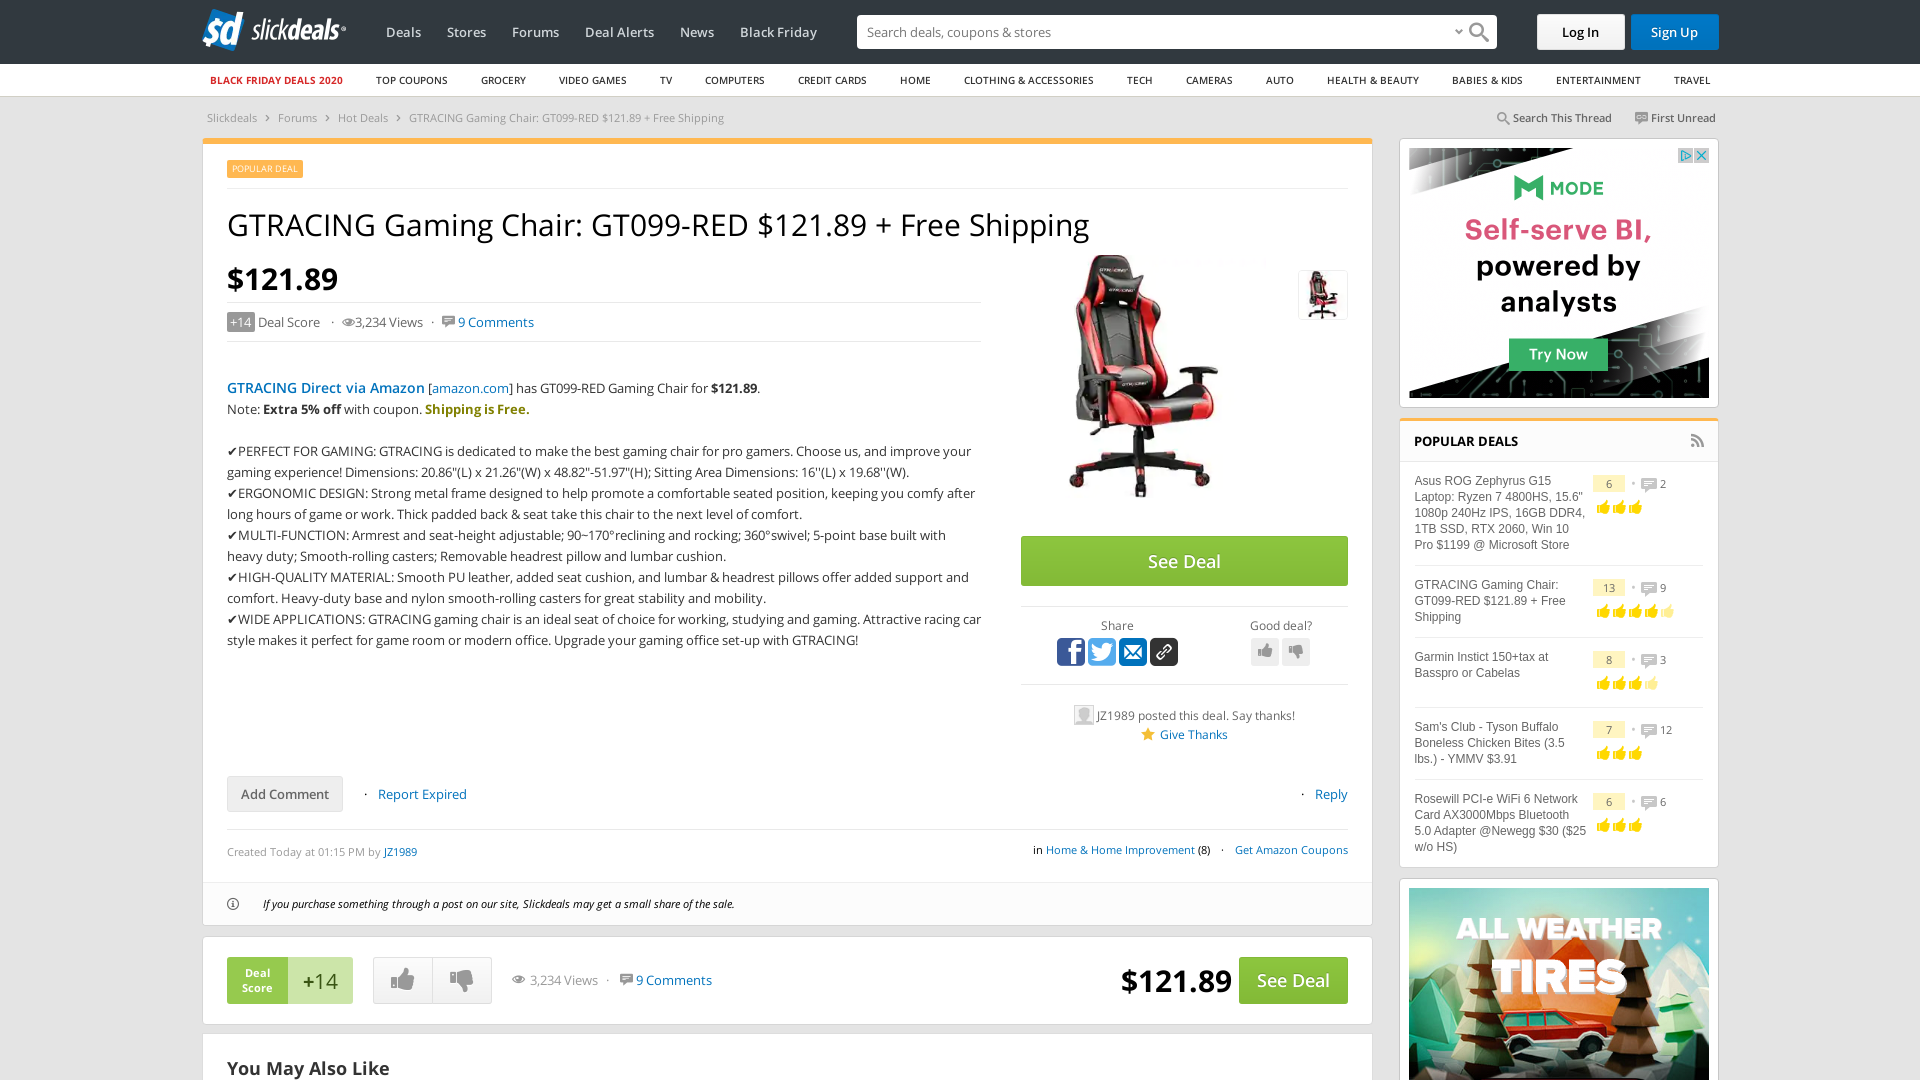 slickdeals
Deals
Stores
Forums
Deal Alerts
News
Black Friday
Search deals, coupons & stores
Log In
Sign Up
BLACK FRIDAY DEALS 2020
TOP COUPONS
GROCERY
VIDEO GAMES
TV
COMPUTERS
CREDIT CARDS
HOME
CLOTHING & ACCESSORIES
TECH
CAMERAS
AUTO
HEALTH & BEAUTY
BABIES & KIDS
ENTERTAINMENT
TRAVEL
Slickdeals › Forums › Hot Deals › GTRACING Gaming Chair: GT099-RED $121.89 + Free Shipping
Search This Thread
First Unread
POPULAR DEAL
GTRACING Gaming Chair: GT099-RED $121.89 + Free Shipping
$121.89
+14 Deal Score · 3,234 Views · 9 Comments
GTRACING Direct via Amazon [amazon.com] has GT099-RED Gaming Chair for $121.89.
Note: Extra 5% off with coupon. Shipping is Free.
✔PERFECT FOR GAMING: GTRACING is dedicated to make the best gaming chair for pro gamers. Choose us, and improve your
gaming experience! Dimensions: 20.86"(L) x 21.26"(W) x 48.82"-51.97"(H); Sitting Area Dimensions: 16''(L) x 19.68''(W).
✔ERGONOMIC DESIGN: Strong metal frame designed to help promote a comfortable seated position, keeping you comfy after
long hours of game or work. Thick padded back & seat take this chair to the next level of comfort.
✔MULTI-FUNCTION: Armrest and seat-height adjustable; 90~170°reclining and rocking; 360°swivel; 5-point base built with
heavy duty; Smooth-rolling casters; Removable headrest pillow and lumbar cushion.
✔HIGH-QUALITY MATERIAL: Smooth PU leather, added seat cushion, and lumbar & headrest pillows offer added support and
comfort. Heavy-duty base and nylon smooth-rolling casters for great stability and mobility.
✔WIDE APPLICATIONS: GTRACING gaming chair is an ideal seat of choice for working, studying and gaming. Attractive racing car
style makes it perfect for game room or modern office. Upgrade your gaming office set-up with GTRACING!
See Deal
Share
Good deal?
JZ1989 posted this deal. Say thanks!
Give Thanks
Add Comment
· Report Expired
· Reply
Created Today at 01:15 PM by JZ1989
in Home & Home Improvement (8) · Get Amazon Coupons
If you purchase something through a post on our site, Slickdeals may get a small share of the sale.
Deal
Score
+14
3,234 Views · 9 Comments
$121.89
See Deal
You May Also Like
MODE
Self-serve BI,
powered by
analysts
Try Now
POPULAR DEALS
Asus ROG Zephyrus G15
Laptop: Ryzen 7 4800HS, 15.6"
1080p 240Hz IPS, 16GB DDR4,
1TB SSD, RTX 2060, Win 10
Pro $1199 @ Microsoft Store
6 • 2
GTRACING Gaming Chair:
GT099-RED $121.89 + Free
Shipping
13 • 9
Garmin Instict 150+tax at
Basspro or Cabelas
8 • 3
Sam's Club - Tyson Buffalo
Boneless Chicken Bites (3.5
lbs.) - YMMV $3.91
7 • 12
Rosewill PCI-e WiFi 6 Network
Card AX3000Mbps Bluetooth
5.0 Adapter @Newegg $30 ($25
w/o HS)
6 • 6
ALL WEATHER
TIRES